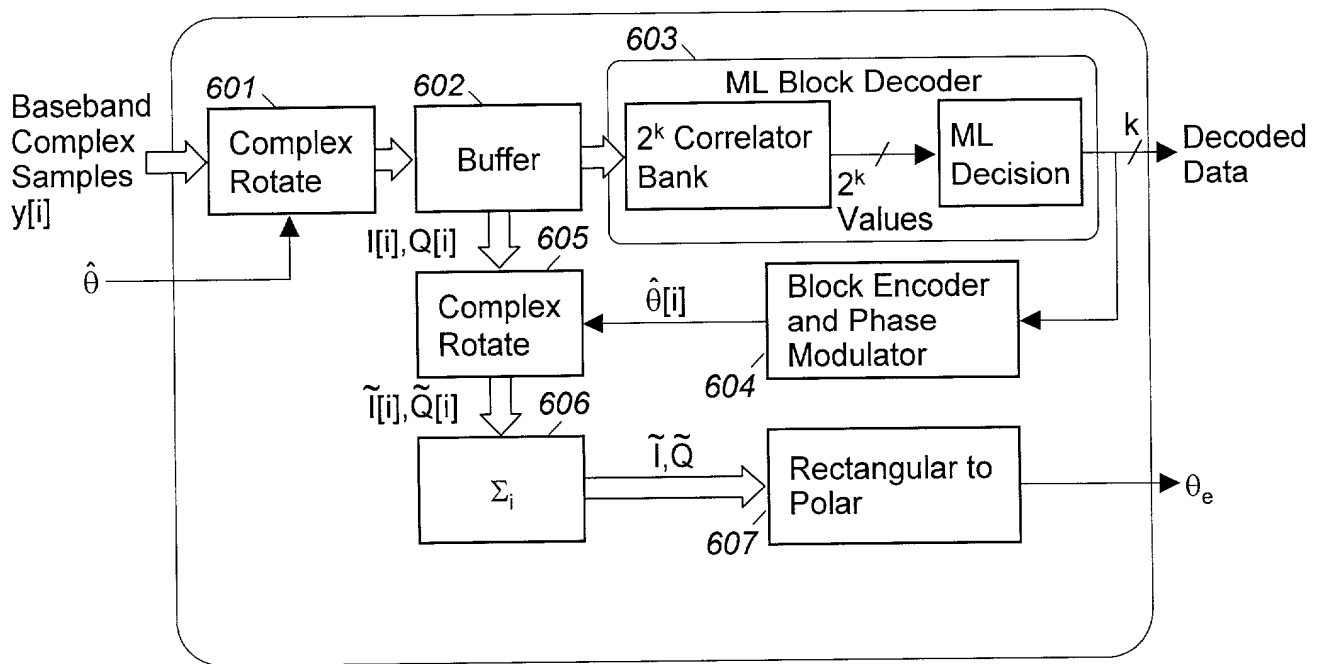 603
601
602
ML Block Decoder
Baseband
Complex
Samples
y[i]
Complex
Rotate
Buffer
2ᵏ Correlator
Bank
2ᵏ
Values
ML
Decision
k
Decoded
Data
θ̂
I[i],Q[i]
605
Complex
Rotate
θ̂[i]
Block Encoder
and Phase
Modulator
604
Ĩ[i],Q̃[i]
606
Σᵢ
Ĩ,Q̃
Rectangular to
Polar
607
θₑ